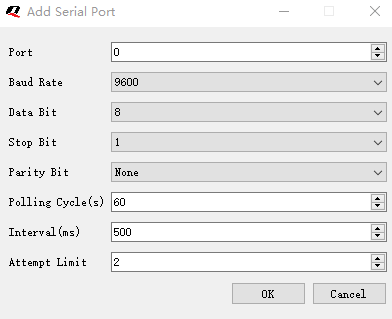 Add Serial Port
Port 0
Baud Rate 9600
Data Bit 8
Stop Bit 1
Parity Bit None
Polling Cycle(s) 60
Interval(ms) 500
Attempt Limit 2
OK Cancel